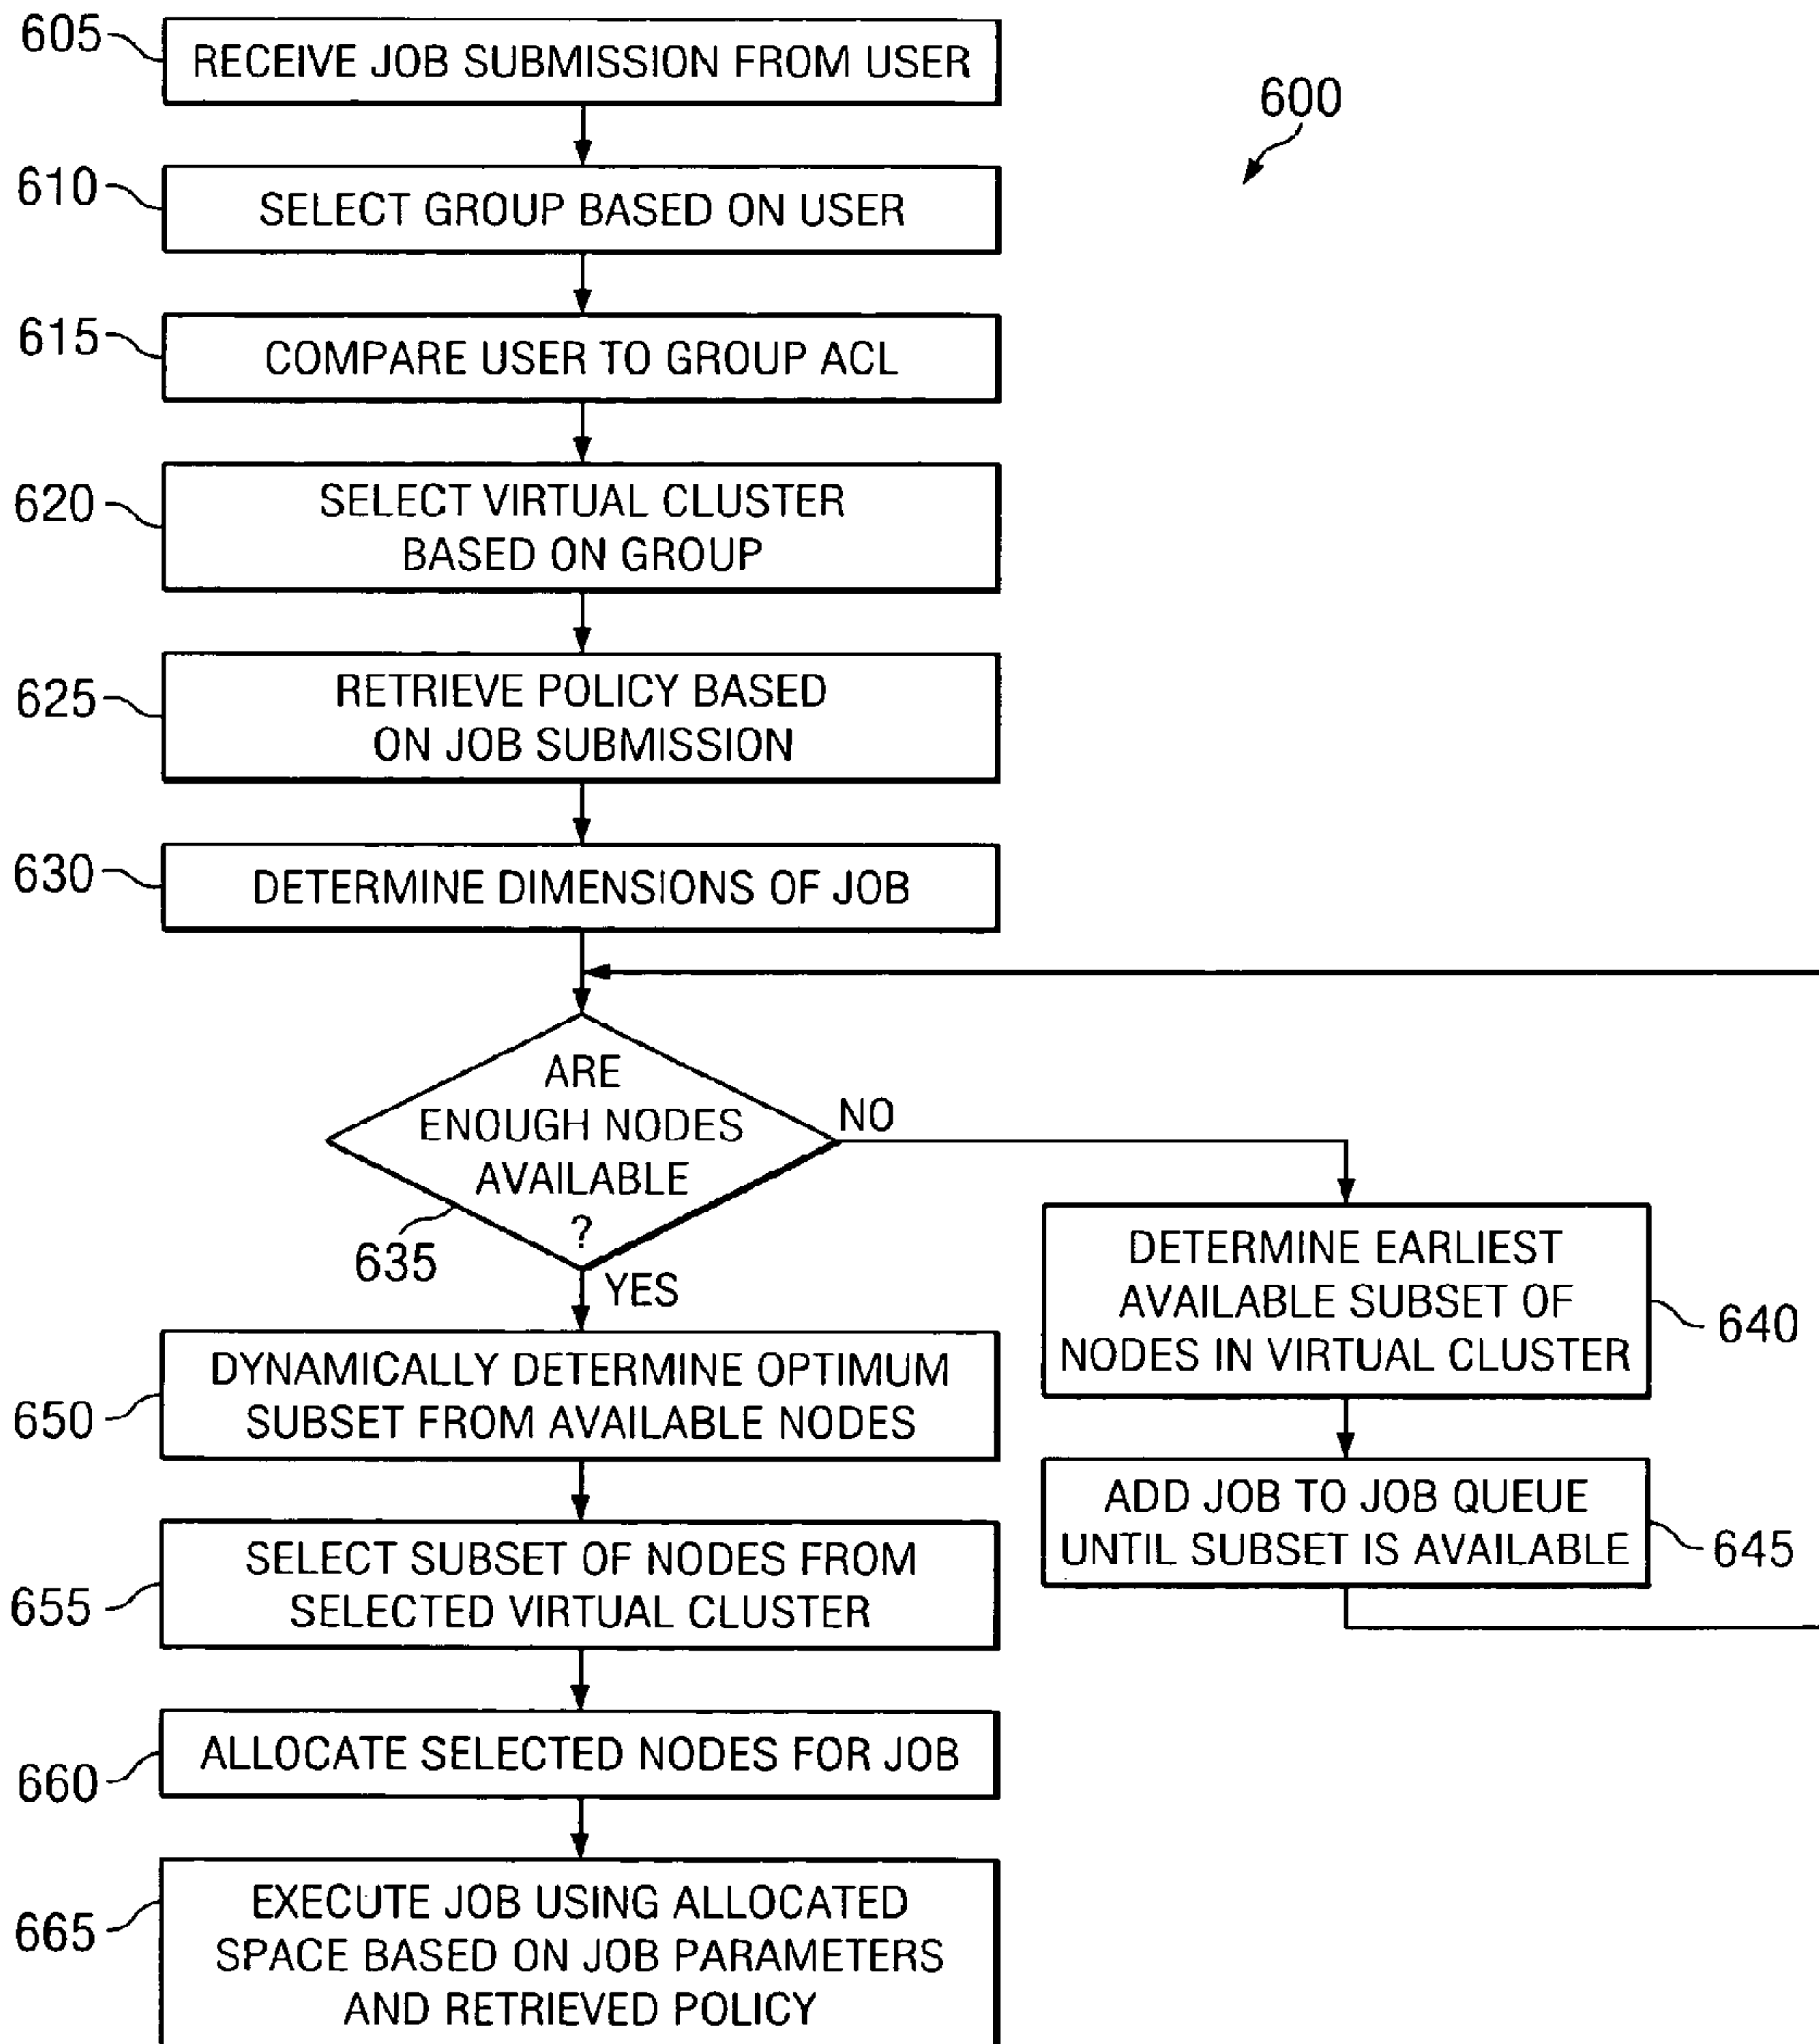 605
RECEIVE JOB SUBMISSION FROM USER
600
610
SELECT GROUP BASED ON USER
615
COMPARE USER TO GROUP ACL
620
SELECT VIRTUAL CLUSTER
BASED ON GROUP
625
RETRIEVE POLICY BASED
ON JOB SUBMISSION
630
DETERMINE DIMENSIONS OF JOB
ARE
ENOUGH NODES
AVAILABLE
?
635
NO
YES
DETERMINE EARLIEST
AVAILABLE SUBSET OF
NODES IN VIRTUAL CLUSTER
640
ADD JOB TO JOB QUEUE
UNTIL SUBSET IS AVAILABLE
645
650
DYNAMICALLY DETERMINE OPTIMUM
SUBSET FROM AVAILABLE NODES
655
SELECT SUBSET OF NODES FROM
SELECTED VIRTUAL CLUSTER
660
ALLOCATE SELECTED NODES FOR JOB
665
EXECUTE JOB USING ALLOCATED
SPACE BASED ON JOB PARAMETERS
AND RETRIEVED POLICY